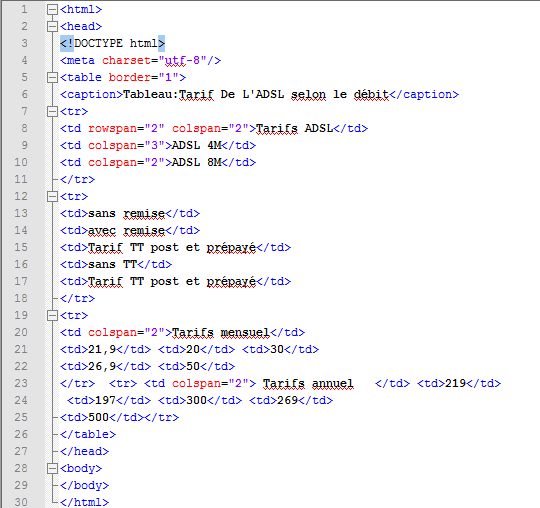 1 <html>
2 <head>
3 <!DOCTYPE html>
4 <meta charset="utf-8"/>
5 <table border="1">
6 <caption>Tableau:Tarif De L'ADSL selon le débit</caption>
7 <tr>
8 <td rowspan="2" colspan="2">Tarifs ADSL</td>
9 <td colspan="3">ADSL 4M</td>
10 <td colspan="2">ADSL 8M</td>
11 </tr>
12 <tr>
13 <td>sans remise</td>
14 <td>avec remise</td>
15 <td>Tarif TT post et prépayé</td>
16 <td>sans TT</td>
17 <td>Tarif TT post et prépayé</td>
18 </tr>
19 <tr>
20 <td colspan="2">Tarifs mensuel</td>
21 <td>21,9</td> <td>20</td> <td>30</td>
22 <td>26,9</td> <td>50</td>
23 </tr>  <tr> <td colspan="2"> Tarifs annuel   </td> <td>219</td>
24  <td>197</td> <td>300</td> <td>269</td>
25 <td>500</td></tr>
26 </table>
27 </head>
28 <body>
29 </body>
30 </html>